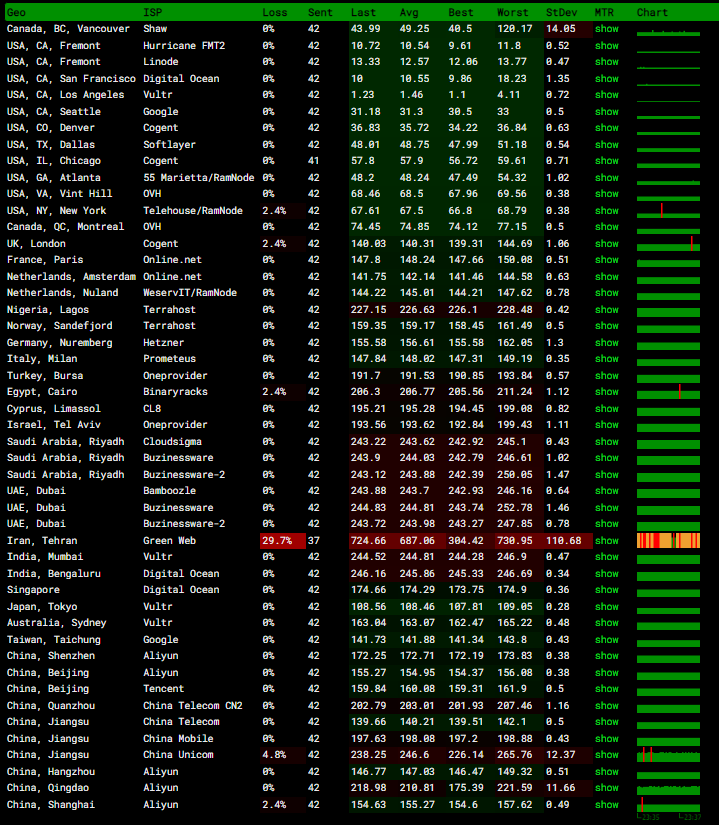 Geo ISP Loss Sent Last Avg Best Worst StDev MTR Chart
Canada, BC, Vancouver Shaw 0% 42 43.99 49.25 40.5 120.17 14.05 show
USA, CA, Fremont Hurricane FMT2 0% 42 10.72 10.54 9.61 11.8 0.52 show
USA, CA, Fremont Linode 0% 42 13.33 12.57 12.06 13.77 0.47 show
USA, CA, San Francisco Digital Ocean 0% 42 10 10.55 9.86 18.23 1.35 show
USA, CA, Los Angeles Vultr 0% 42 1.23 1.46 1.1 4.11 0.72 show
USA, CA, Seattle Google 0% 42 31.18 31.3 30.5 33 0.5 show
USA, CO, Denver Cogent 0% 42 36.83 35.72 34.22 36.84 0.63 show
USA, TX, Dallas Softlayer 0% 42 48.01 48.75 47.99 51.18 0.54 show
USA, IL, Chicago Cogent 0% 41 57.8 57.9 56.72 59.61 0.71 show
USA, GA, Atlanta 55 Marietta/RamNode 0% 42 48.2 48.24 47.49 54.32 1.02 show
USA, VA, Vint Hill OVH 0% 42 68.46 68.5 67.96 69.56 0.38 show
USA, NY, New York Telehouse/RamNode 2.4% 42 67.61 67.5 66.8 68.79 0.38 show
Canada, QC, Montreal OVH 0% 42 74.45 74.85 74.12 77.15 0.5 show
UK, London Cogent 2.4% 42 140.03 140.31 139.31 144.69 1.06 show
France, Paris Online.net 0% 42 147.8 148.24 147.66 150.08 0.51 show
Netherlands, Amsterdam Online.net 0% 42 141.75 142.14 141.46 144.58 0.63 show
Netherlands, Nuland WeservIT/RamNode 0% 42 144.22 145.01 144.21 147.62 0.78 show
Nigeria, Lagos Terrahost 0% 42 227.15 226.63 226.1 228.48 0.42 show
Norway, Sandefjord Terrahost 0% 42 159.35 159.17 158.45 161.49 0.5 show
Germany, Nuremberg Hetzner 0% 42 155.58 156.61 155.58 162.05 1.3 show
Italy, Milan Prometeus 0% 42 147.84 148.02 147.31 149.19 0.35 show
Turkey, Bursa Oneprovider 0% 42 191.7 191.53 190.85 193.84 0.57 show
Egypt, Cairo Binaryracks 2.4% 42 206.3 206.77 205.56 211.24 1.12 show
Cyprus, Limassol CL8 0% 42 195.21 195.28 194.45 199.08 0.82 show
Israel, Tel Aviv Oneprovider 0% 42 193.56 193.62 192.84 199.43 1.11 show
Saudi Arabia, Riyadh Cloudsigma 0% 42 243.22 243.62 242.92 245.1 0.43 show
Saudi Arabia, Riyadh Buzinessware 0% 42 243.9 244.03 242.79 246.61 1.02 show
Saudi Arabia, Riyadh Buzinessware-2 0% 42 243.12 243.88 242.39 250.05 1.47 show
UAE, Dubai Bamboozle 0% 42 243.88 243.7 242.93 246.16 0.64 show
UAE, Dubai Buzinessware 0% 42 244.83 244.81 243.74 252.78 1.46 show
UAE, Dubai Buzinessware-2 0% 42 243.72 243.98 243.27 247.85 0.78 show
Iran, Tehran Green Web 29.7% 37 724.66 687.06 304.42 730.95 110.68 show
India, Mumbai Vultr 0% 42 244.52 244.81 244.28 246.9 0.47 show
India, Bengaluru Digital Ocean 0% 42 246.16 245.86 245.33 246.69 0.34 show
Singapore Digital Ocean 0% 42 174.66 174.29 173.75 174.9 0.36 show
Japan, Tokyo Vultr 0% 42 108.56 108.46 107.81 109.05 0.28 show
Australia, Sydney Vultr 0% 42 163.04 163.07 162.47 165.22 0.48 show
Taiwan, Taichung Google 0% 42 141.73 141.88 141.34 143.8 0.43 show
China, Shenzhen Aliyun 0% 42 172.25 172.71 172.19 173.83 0.38 show
China, Beijing Aliyun 0% 42 155.27 154.95 154.37 156.08 0.38 show
China, Beijing Tencent 0% 42 159.84 160.08 159.31 161.9 0.5 show
China, Quanzhou China Telecom CN2 0% 42 202.79 203.01 201.93 207.46 1.16 show
China, Jiangsu China Telecom 0% 42 139.66 140.21 139.51 142.1 0.5 show
China, Jiangsu China Mobile 0% 42 197.63 198.08 197.2 198.88 0.43 show
China, Jiangsu China Unicom 4.8% 42 238.25 246.6 226.14 265.76 12.37 show
China, Hangzhou Aliyun 0% 42 146.77 147.03 146.47 149.32 0.51 show
China, Qingdao Aliyun 0% 42 218.98 210.81 175.39 221.59 11.66 show
China, Shanghai Aliyun 2.4% 42 154.63 155.27 154.6 157.62 0.49 show
23:35 23:37